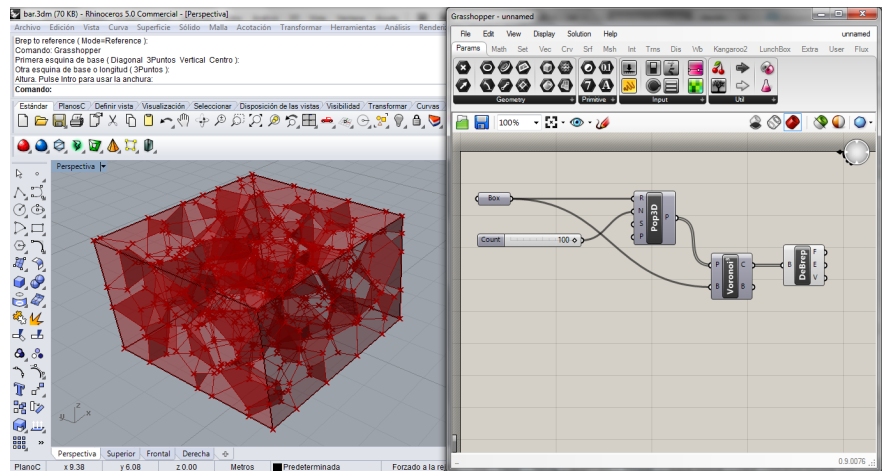 bar.3dm (70 KB) - Rhinoceros 5.0 Commercial - [Perspectiva]
Archivo Edición Vista Curva Superficie Sólido Malla Acotación Transformar Herramientas Análisis
Brep to reference ( Mode=Reference ):
Comando: Grasshopper
Primera esquina de base ( Diagonal 3Puntos Vertical Centro ):
Otra esquina de base o longitud ( 3Puntos ):
Altura. Pulse Intro para usar la anchura:
Comando:
Estándar PlanosC Definir vista Visualización Seleccionar Disposición de las vistas Visibilidad Transformar Curvas
Perspectiva
z
x
Perspectiva Superior Frontal Derecha
PlanoC x 9.38 y 6.08 z 0.00 Metros Predeterminada Forzado a la re
Grasshopper - unnamed
File Edit View Display Solution Help unnamed
Params Math Set Vec Crv Srf Msh Int Trns Dis Wb Kangaroo2 LunchBox Extra User Flux
Geometry Primitive Input Util
100%
Box
R
N
S
P
Pop3D
P
Count 100
P
B
Voronoi³
C
B
B
DeBrep
F
E
V
0.9.0076